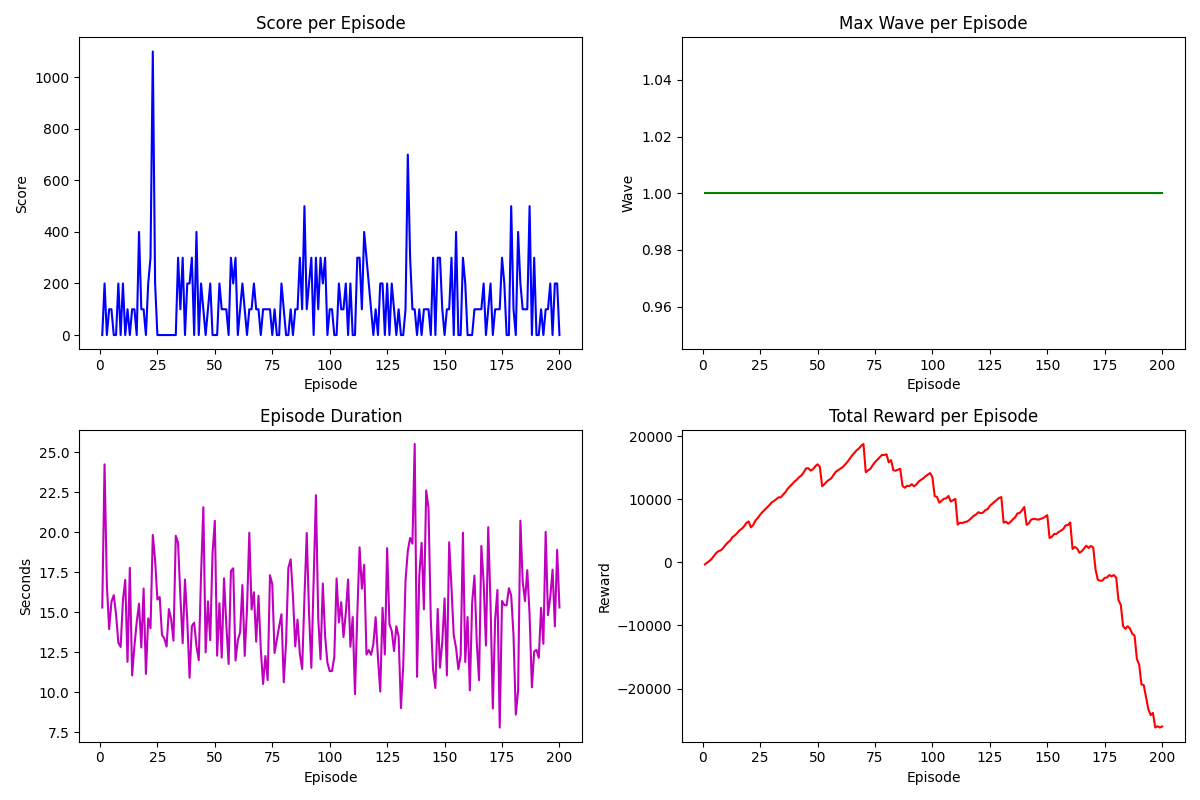 Score per Episode
Score
1000
800
600
400
200
0
0 25 50 75 100 125 150 175 200
Episode
Max Wave per Episode
Wave
1.04
1.02
1.00
0.98
0.96
0 25 50 75 100 125 150 175 200
Episode
Episode Duration
Seconds
25.0
22.5
20.0
17.5
15.0
12.5
10.0
7.5
0 25 50 75 100 125 150 175 200
Episode
Total Reward per Episode
Reward
20000
10000
0
−10000
−20000
0 25 50 75 100 125 150 175 200
Episode